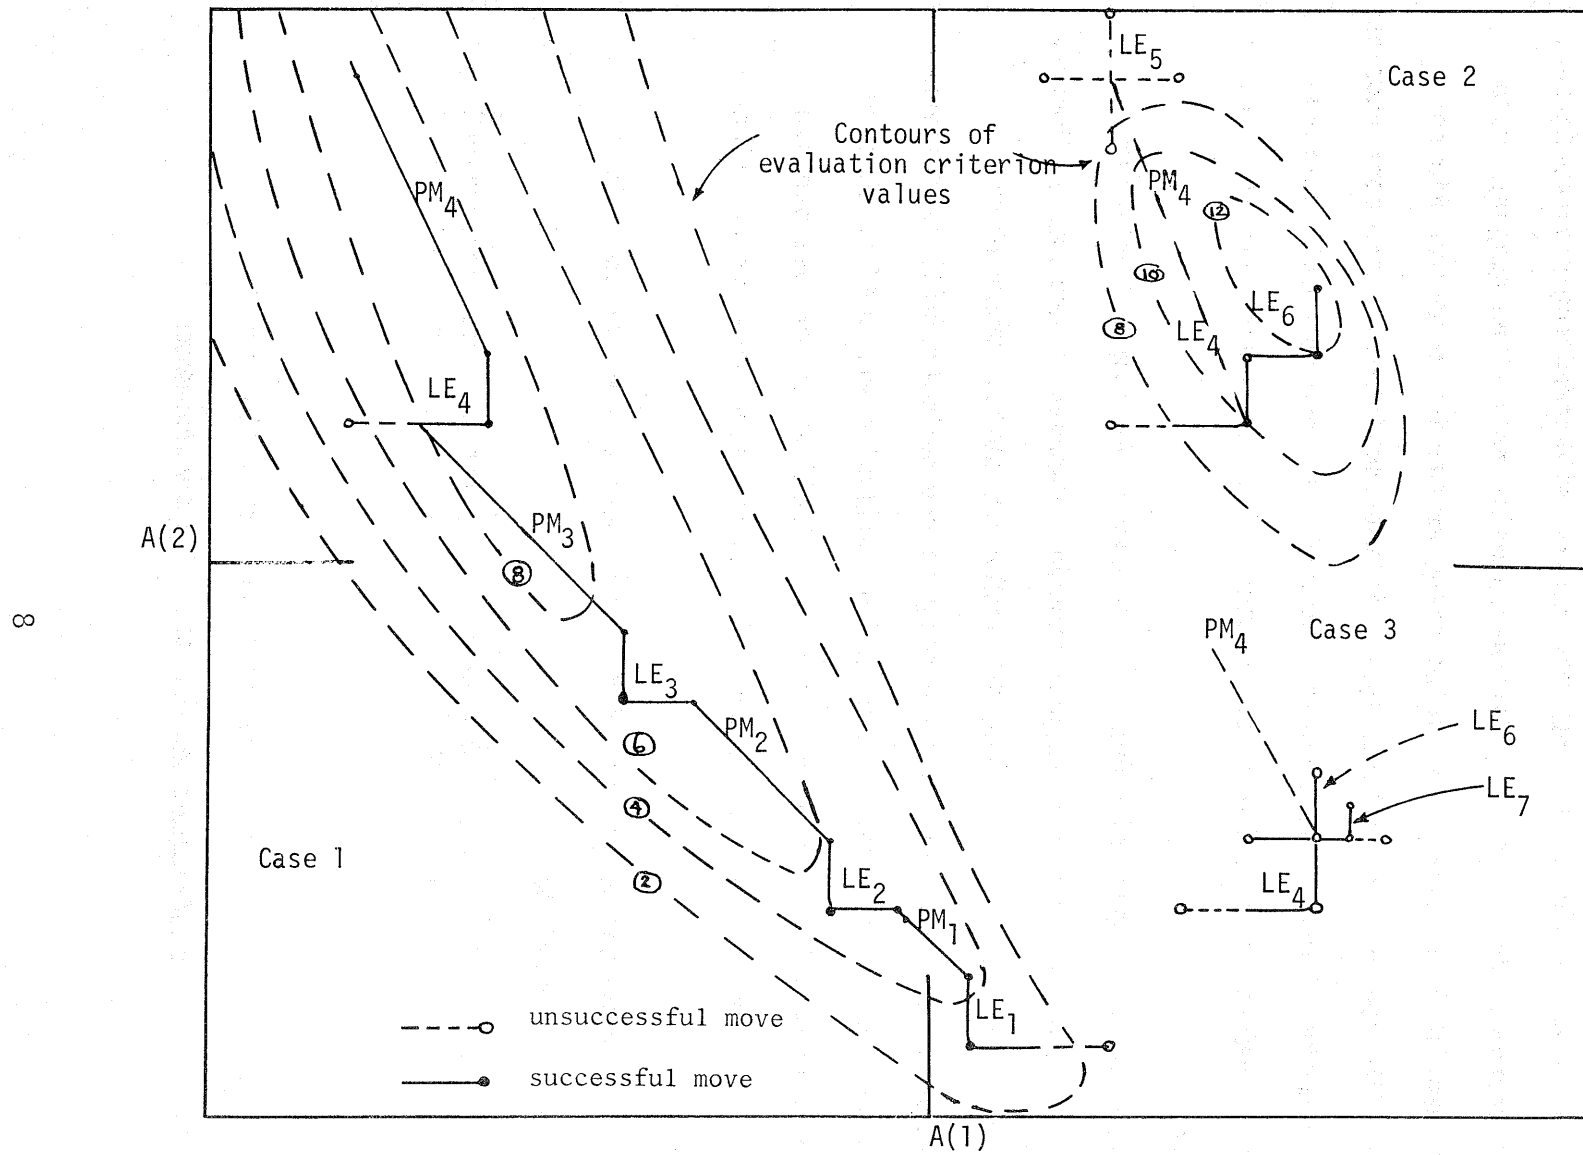 LE5
Case 2
Contours of
evaluation criterion
values
PM4
PM4
12
10
8
LE6
LE4
LE4
A(2)
PM3
8
8
PM4
Case 3
LE3
PM2
LE6
6
LE7
4
Case 1
2
LE2
LE4
PM1
LE1
unsuccessful move
successful move
A(1)